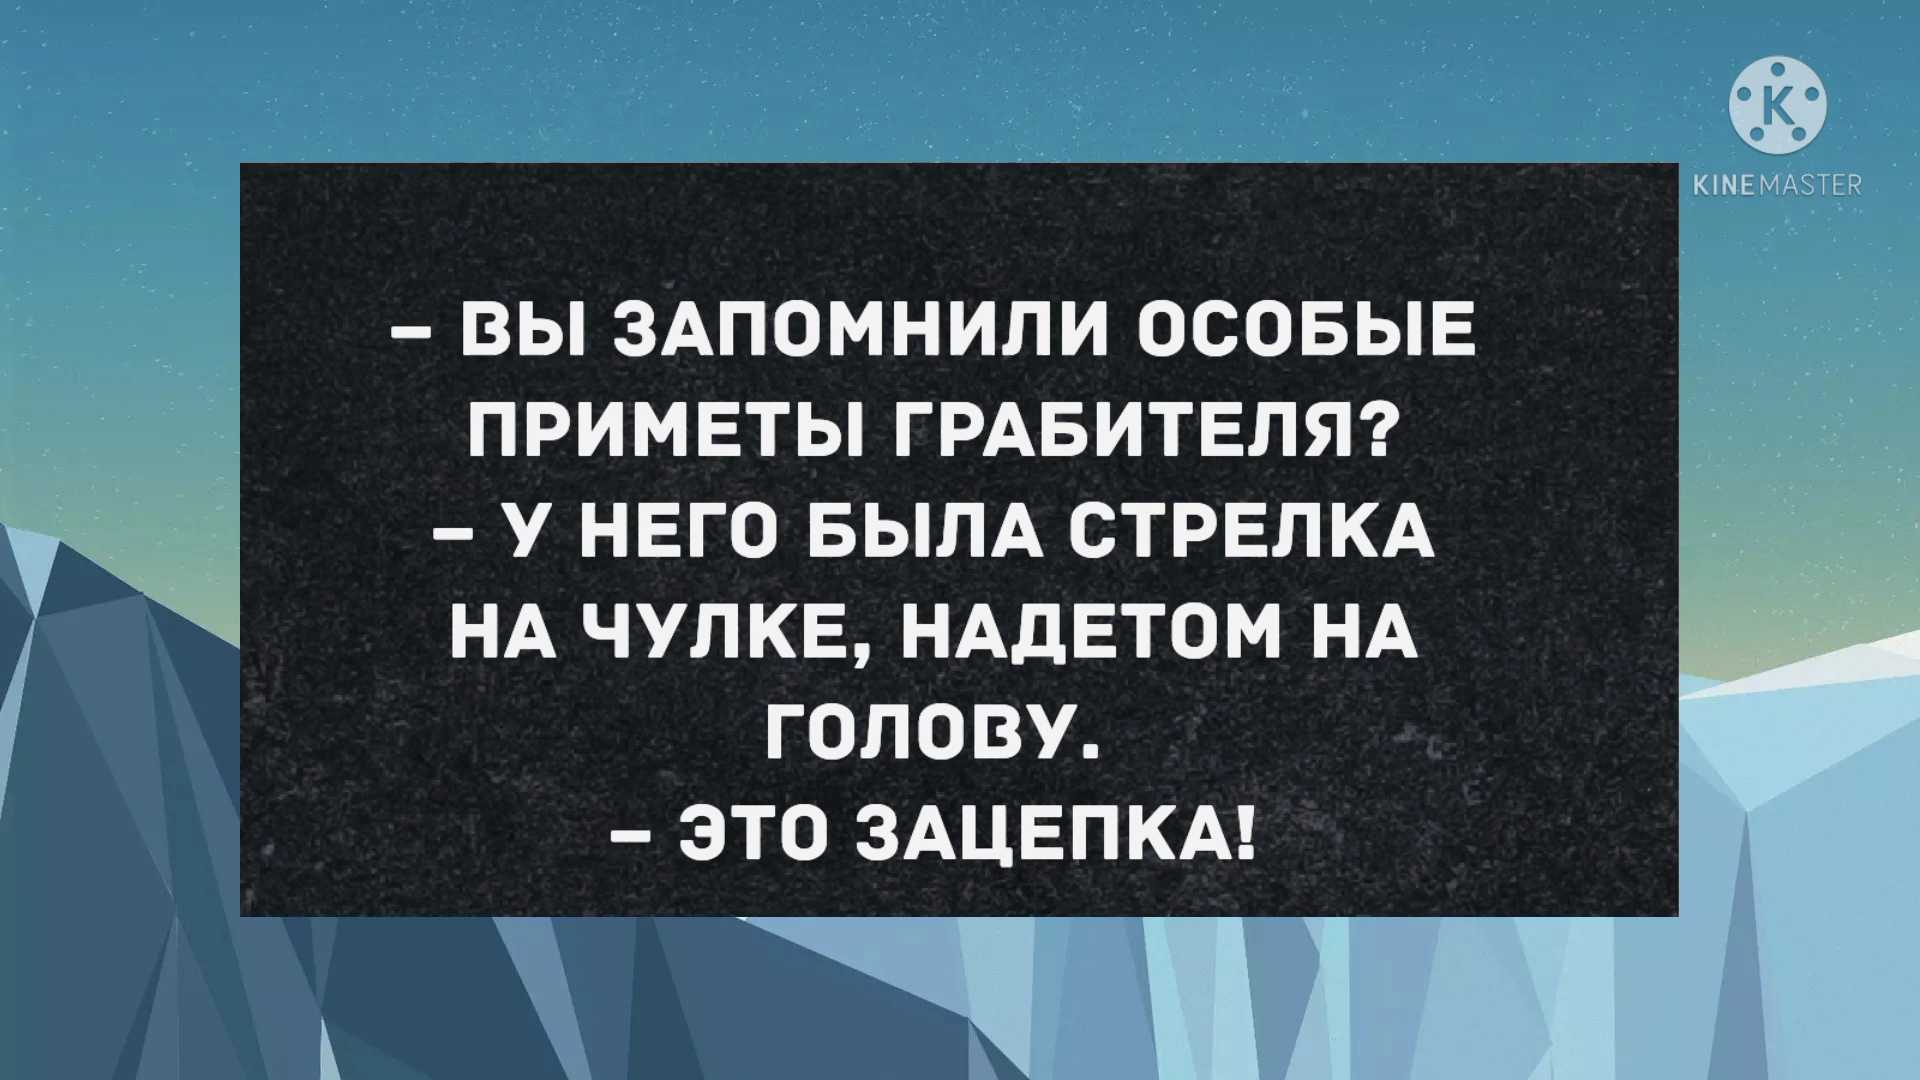 KINEMASTER
– ВЫ ЗАПОМНИЛИ ОСОБЫЕ
ПРИМЕТЫ ГРАБИТЕЛЯ?
– У НЕГО БЫЛА СТРЕЛКА
НА ЧУЛКЕ, НАДЕТОМ НА
ГОЛОВУ.
– ЭТО ЗАЦЕПКА!